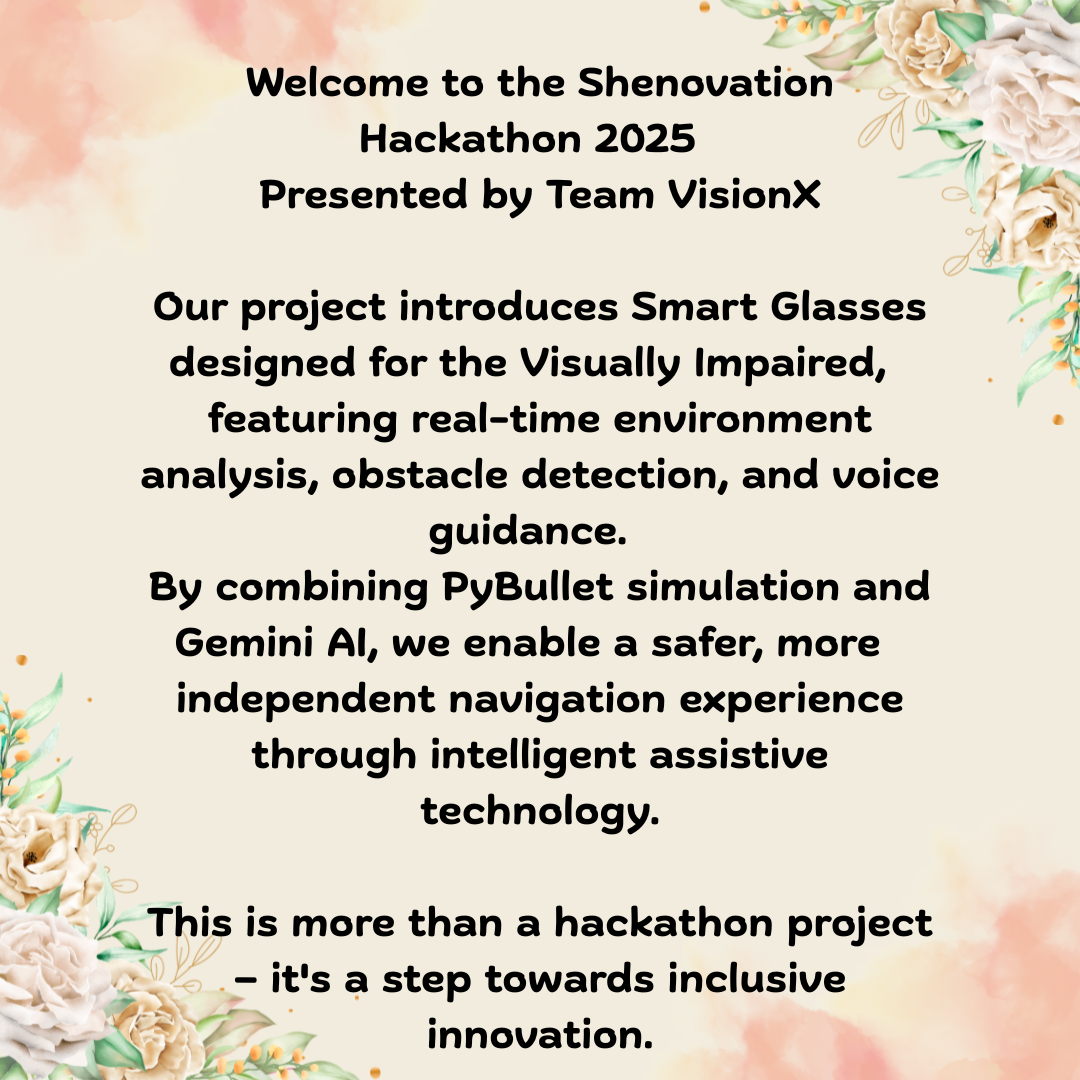 Welcome to the Shenovation
Hackathon 2025
Presented by Team VisionX
Our project introduces Smart Glasses
designed for the Visually Impaired,
featuring real-time environment
analysis, obstacle detection, and voice
guidance.
By combining PyBullet simulation and
Gemini AI, we enable a safer, more
independent navigation experience
through intelligent assistive
technology.
This is more than a hackathon project
– it's a step towards inclusive
innovation.